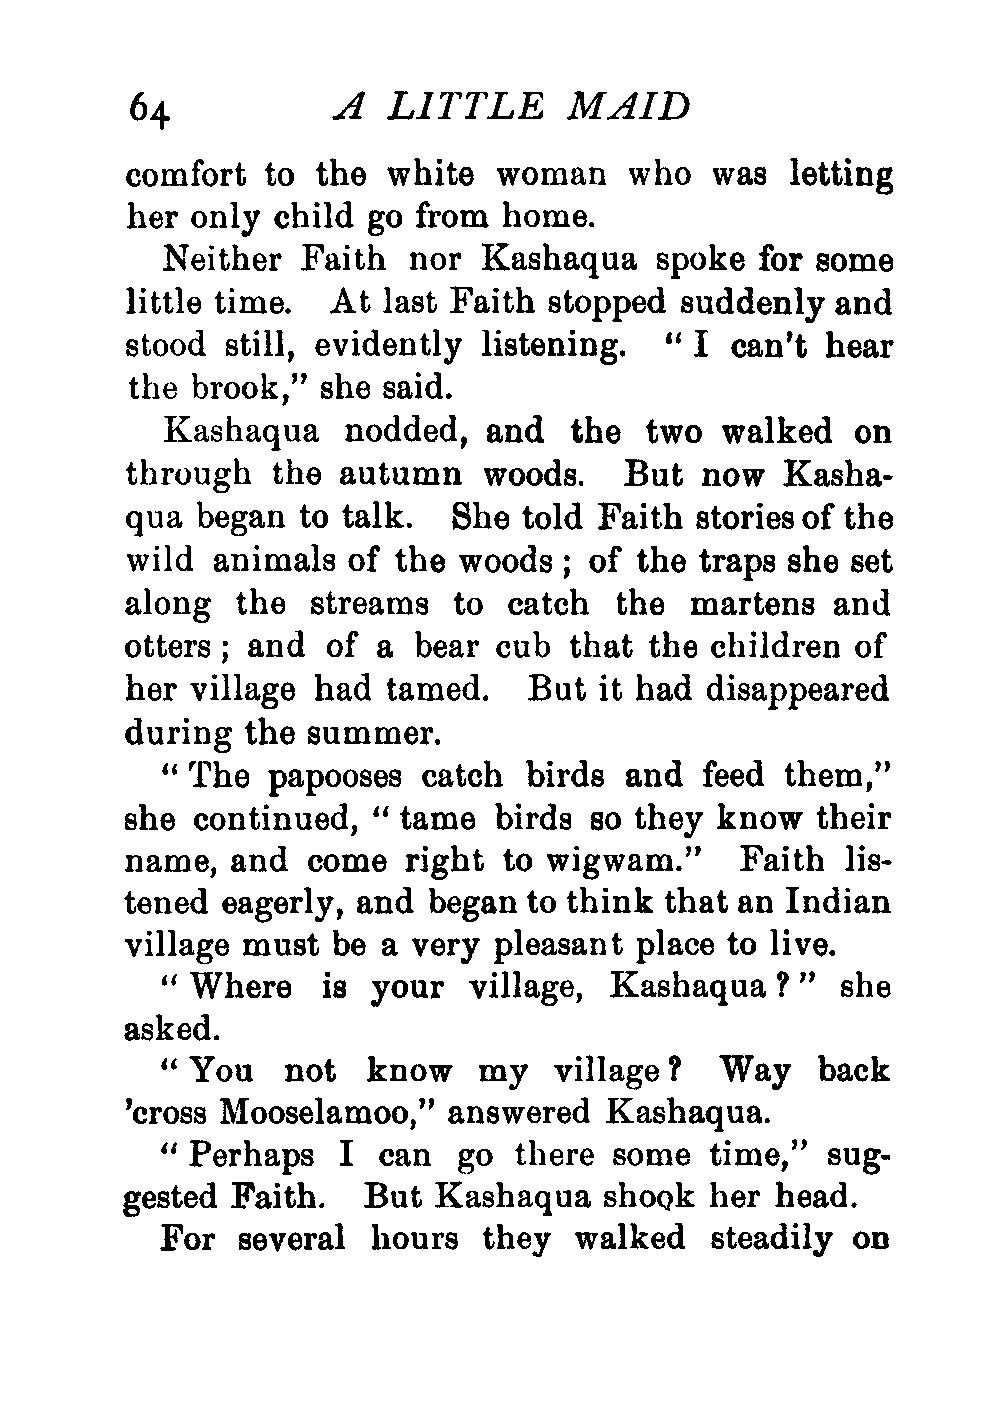 64 A LITTLE MAID
comfort to the white woman who was letting
her only child go from home.
Neither Faith nor Kashaqua spoke for some
little time. At last Faith stopped suddenly and
stood still, evidently listening. “ I can’t hear
the brook,” she said.
Kashaqua nodded, and the two walked on
through the autumn woods. But now Kasha-
qua began to talk. She told Faith stories of the
wild animals of the woods ; of the traps she set
along the streams to catch the martens and
otters ; and of a bear cub that the children of
her village had tamed. But it had disappeared
during the summer.
“ The papooses catch birds and feed them,”
she continued, “ tame birds so they know their
name, and come right to wigwam.” Faith lis-
tened eagerly, and began to think that an Indian
village must be a very pleasant place to live.
“ Where is your village, Kashaqua ? ” she
asked.
“ You not know my village ? Way back
’cross Mooselamoo,” answered Kashaqua.
“ Perhaps I can go there some time,” sug-
gested Faith. But Kashaqua shook her head.
For several hours they walked steadily on